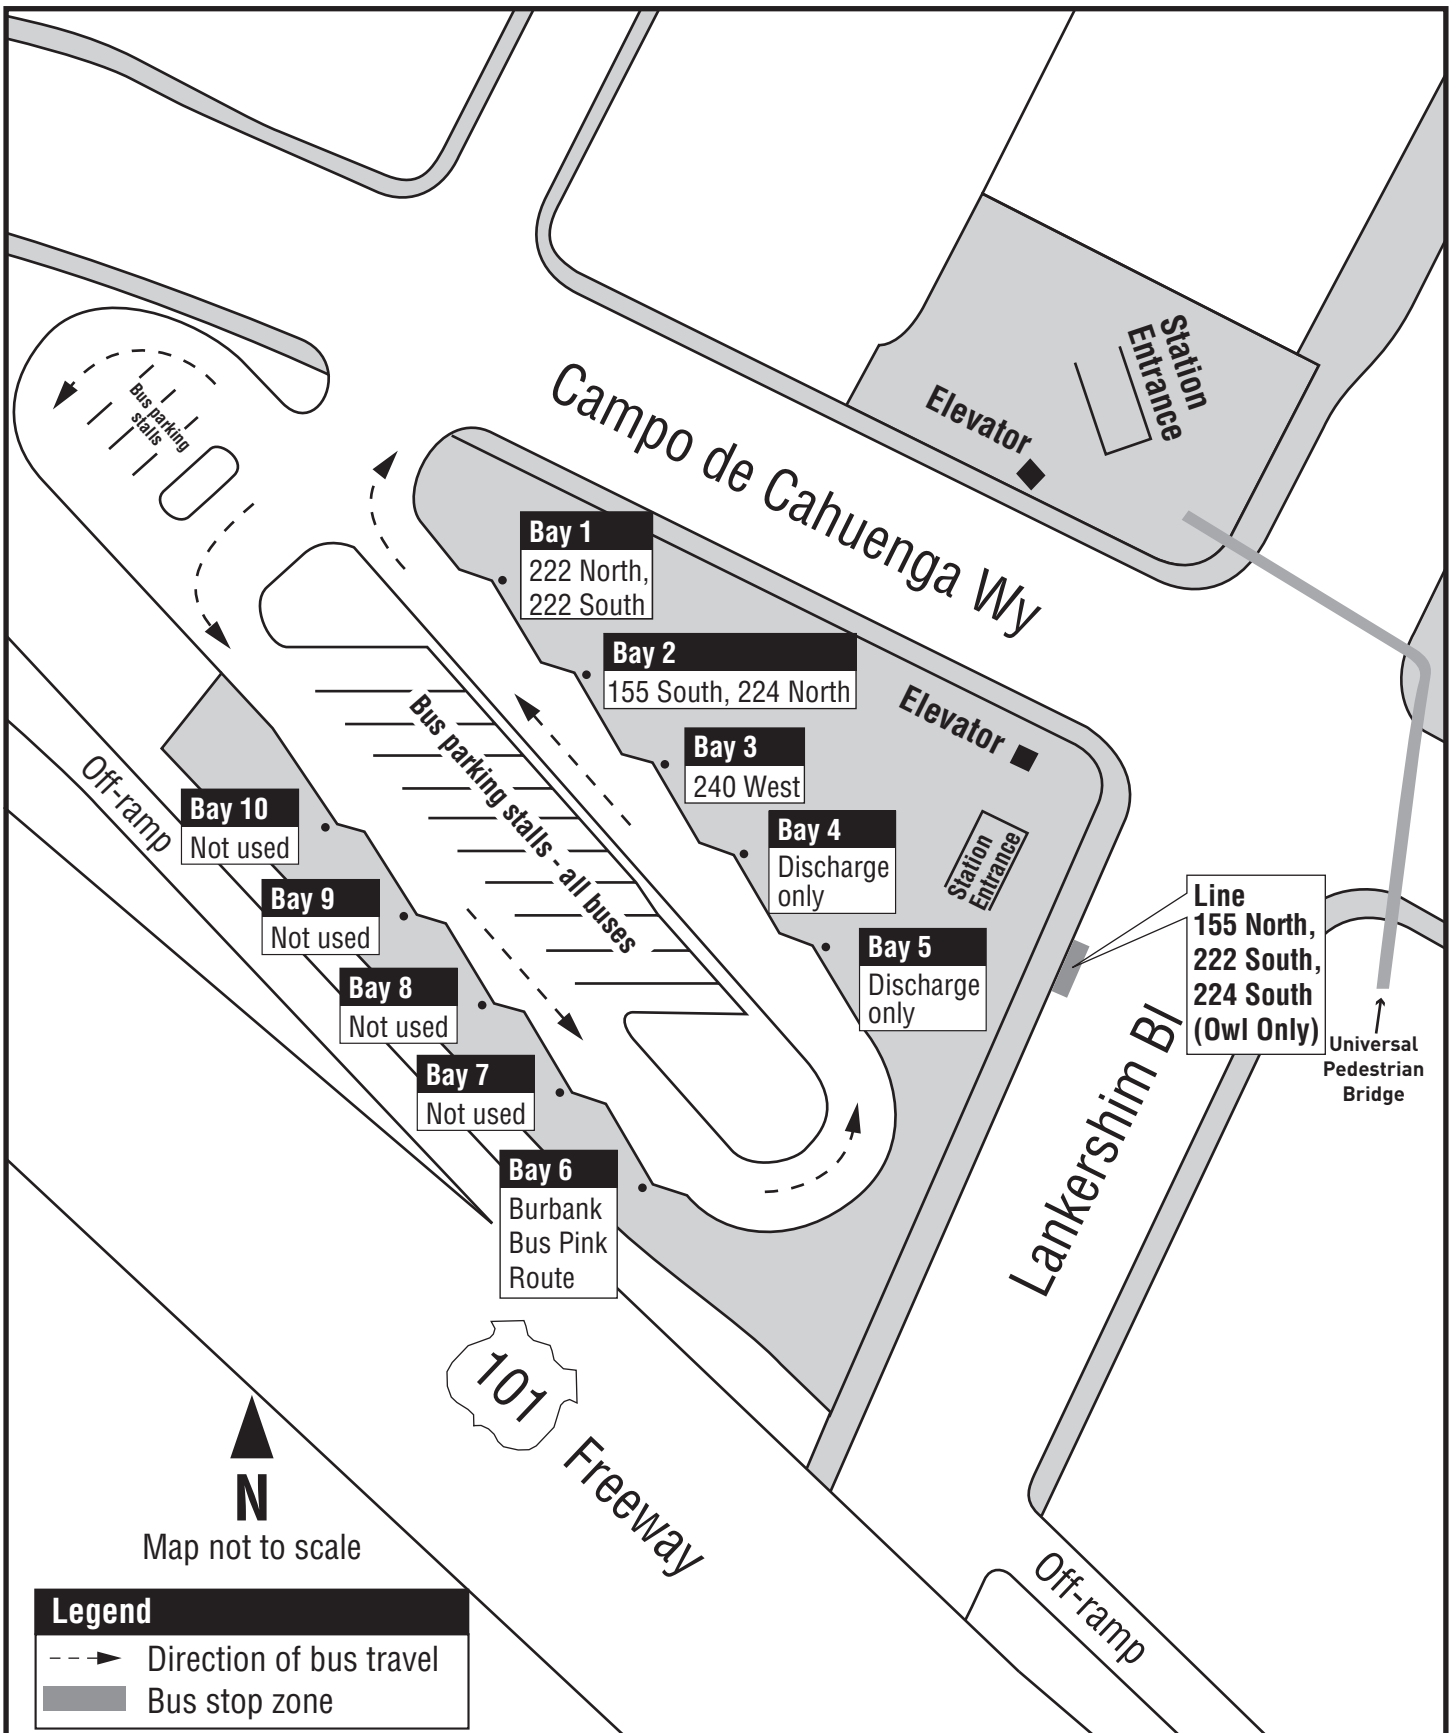 Station
Entrance
Elevator
Campo de Cahuenga Wy
Bus parking
stalls
Bay 1
222 North,
222 South
Bay 2
155 South, 224 North
Bay 3
240 West
Bay 4
Discharge
only
Bay 5
Discharge
only
Elevator
Station
Entrance
Bus parking stalls - all buses
Off-ramp
Bay 10
Not used
Bay 9
Not used
Bay 8
Not used
Bay 7
Not used
Bay 6
Burbank
Bus Pink
Route
Line
155 North,
222 South,
224 South
(Owl Only)
Universal
Pedestrian
Bridge
Lankershim Bl
101
Freeway
Off-ramp
N
Map not to scale
Legend
Direction of bus travel
Bus stop zone